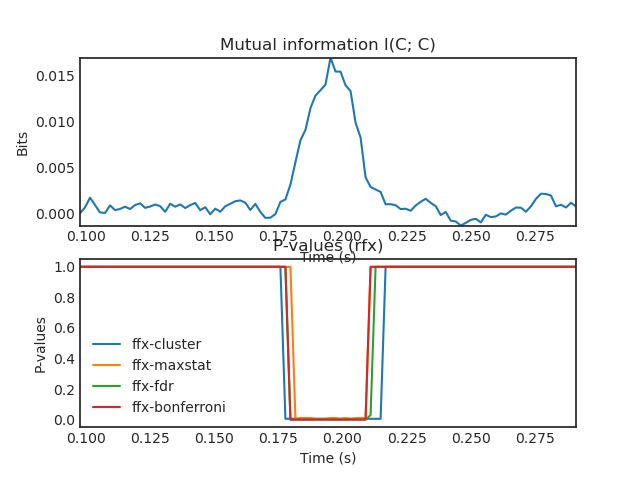 Mutual information I(C; C)
0.015
0.010
0.005
0.000
Bits
0.100 0.125 0.150 0.175 0.200 0.225 0.250 0.275
Time (s)
P-values (rfx)
1.0
0.8
0.6
0.4
0.2
0.0
P-values
ffx-cluster
ffx-maxstat
ffx-fdr
ffx-bonferroni
0.100 0.125 0.150 0.175 0.200 0.225 0.250 0.275
Time (s)